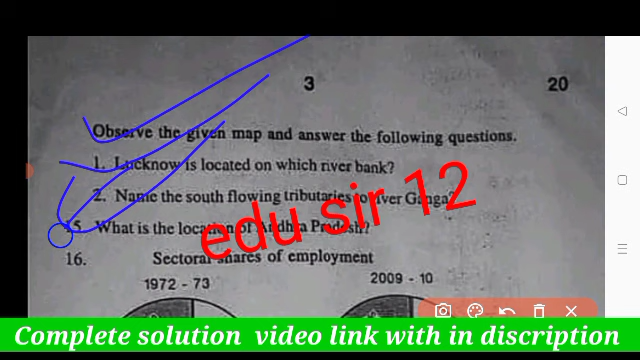 3 20
Observe the given map and answer the following questions.
1. Lucknow is located on which river bank?
2. Name the south flowing tributaries to river Ganga?
15. What is the location of Andhra Pradesh?
16. Sectoral shares of employment
1972 - 73 2009 - 10
edu sir 12
Complete solution video link with in discription